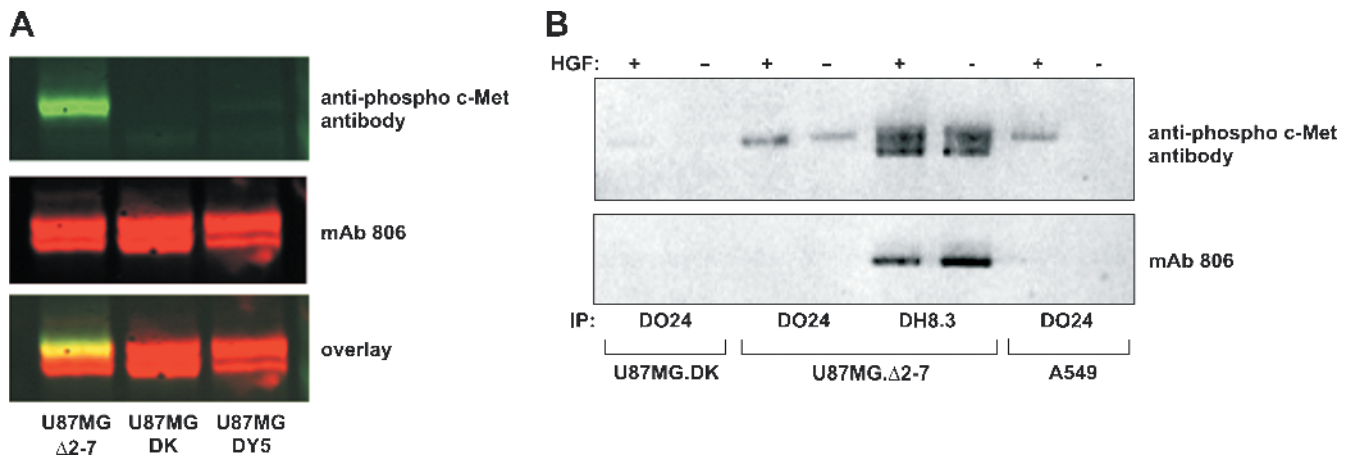 A
anti-phospho c-Met
antibody
mAb 806
overlay
U87MG
Δ2-7
U87MG
DK
U87MG
DY5
B
HGF: + – + – + - + -
anti-phospho c-Met
antibody
mAb 806
IP: DO24 DO24 DH8.3 DO24
U87MG.DK U87MG.Δ2-7 A549